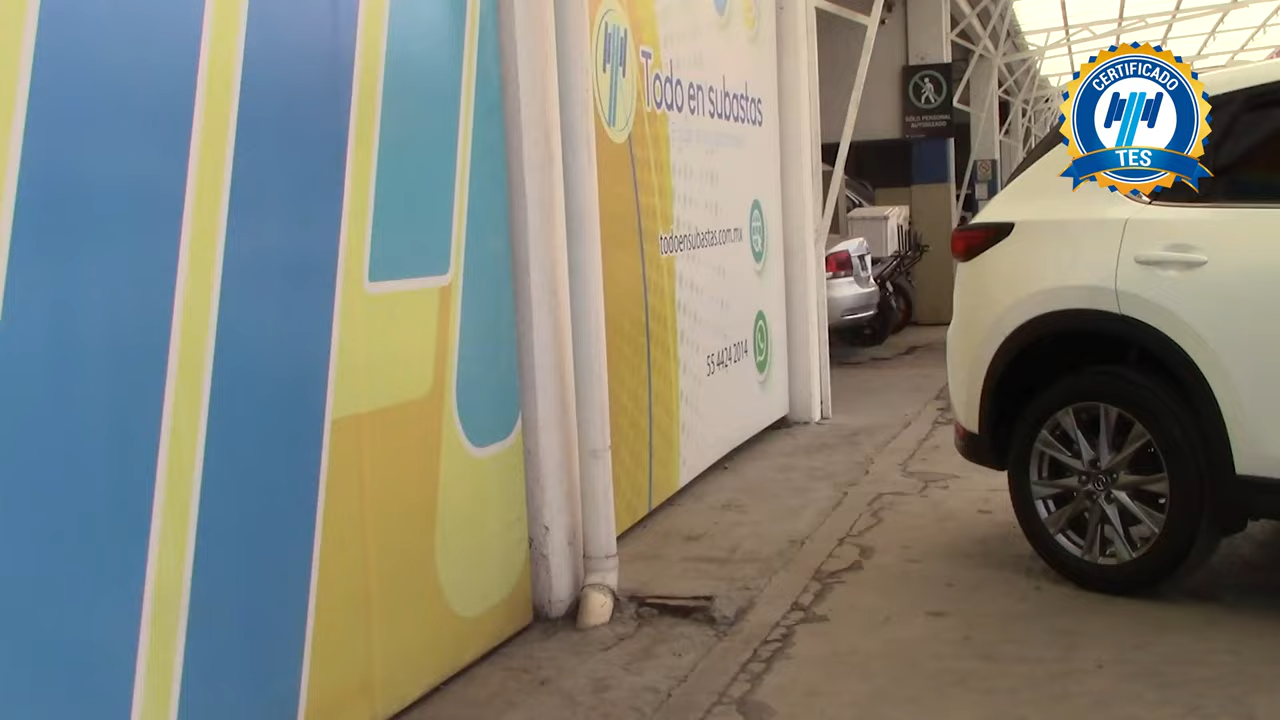 Todo en subastas
todoensubastas.com.mx
55 4424 2014
SÓLO PERSONAL
AUTORIZADO
CERTIFICADO
TES